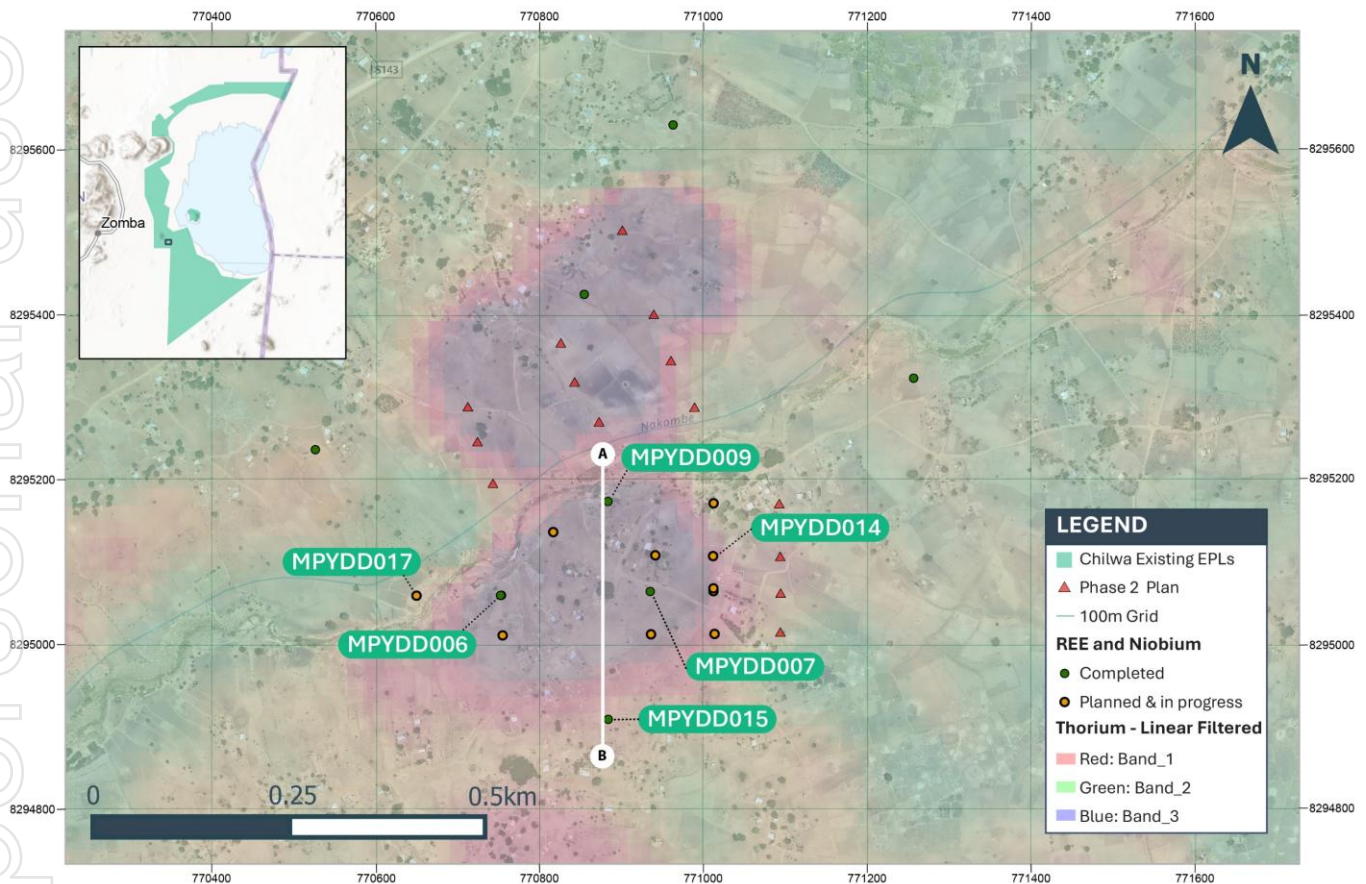 770400 770600 770800 771000 771200 771400 771600
S143
N
Zomba
8295600 8295600
8295400 8295400
Nakambe
A
MPYDD009
8295200 8295200
MPYDD014
MPYDD017
MPYDD006
MPYDD007
8295000 8295000
MPYDD015
B
LEGEND
Chilwa Existing EPLs
Phase 2 Plan
100m Grid
REE and Niobium
Completed
Planned & in progress
Thorium - Linear Filtered
Red: Band_1
Green: Band_2
Blue: Band_3
0 0.25 0.5km
8294800 8294800
770400 770600 770800 771000 771200 771400 771600